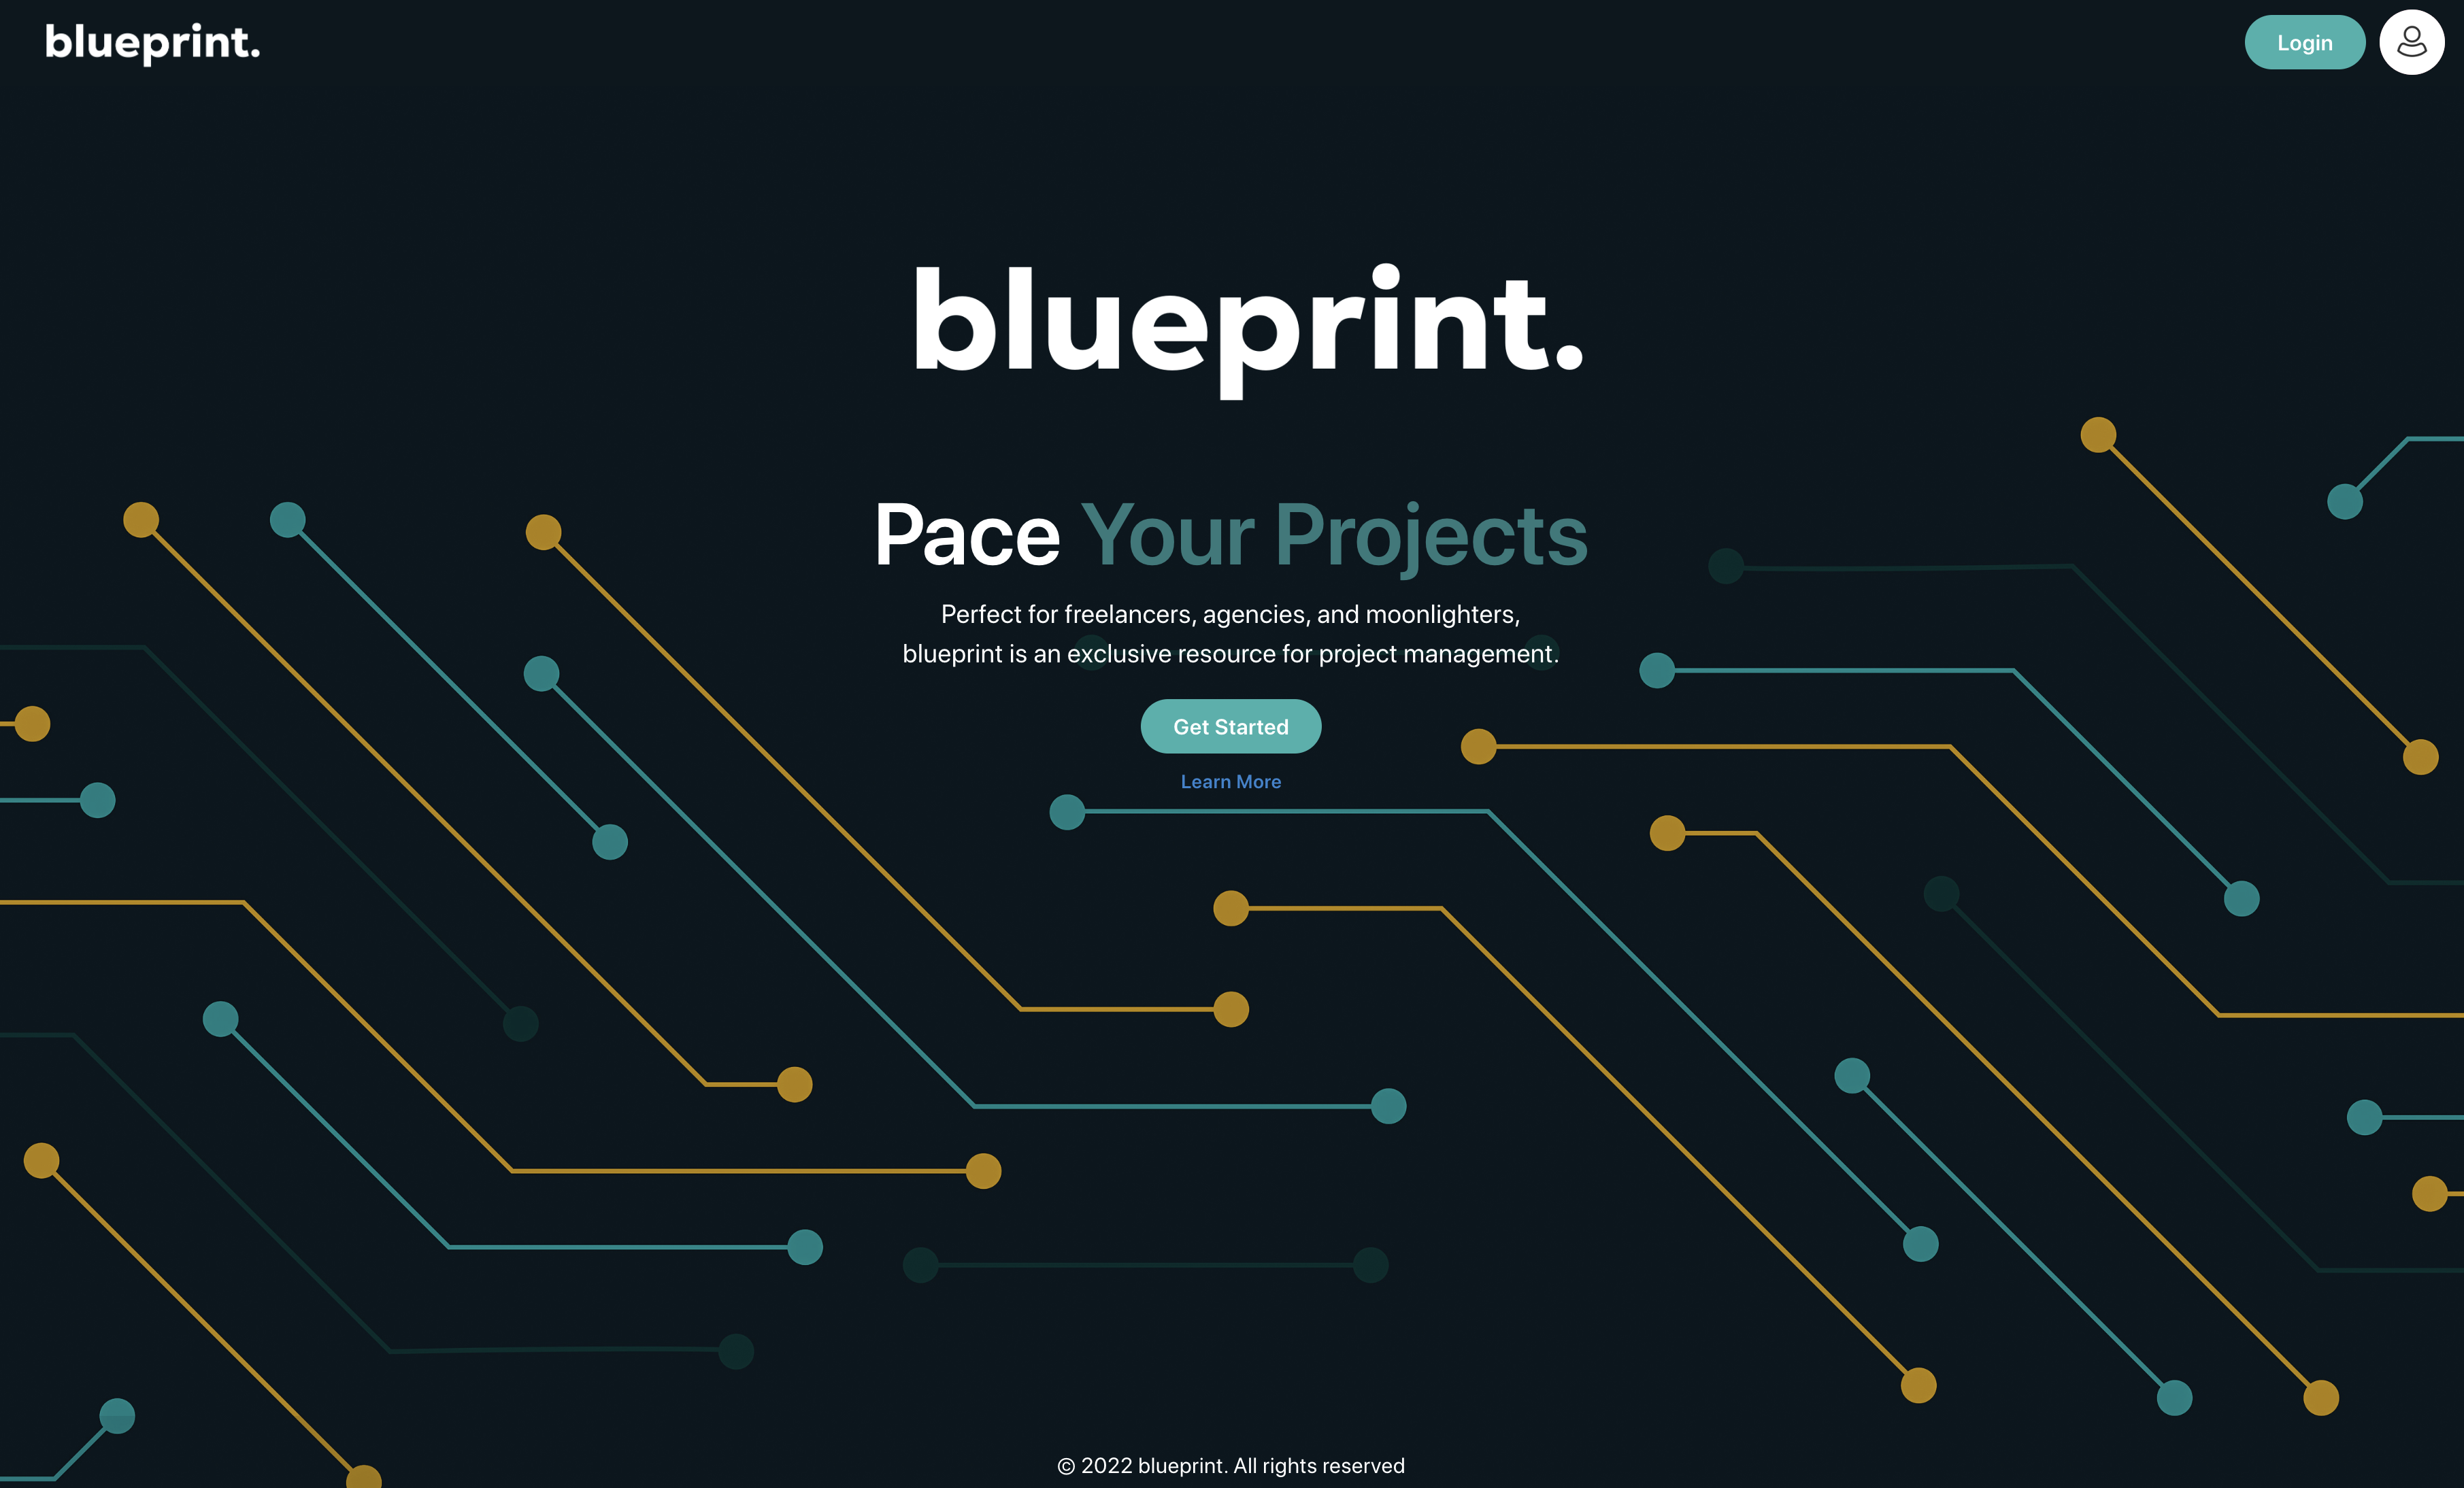 blueprint.
Login
blueprint.
Pace Your Projects
Perfect for freelancers, agencies, and moonlighters,
blueprint is an exclusive resource for project management.
Get Started
Learn More
© 2022 blueprint. All rights reserved